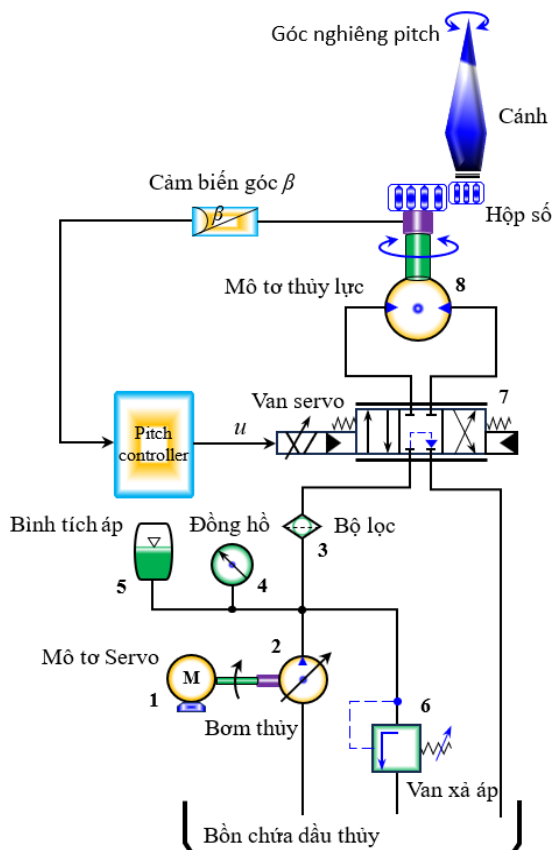 Góc nghiêng pitch
Cánh
Cảm biến góc β
β
Hộp số
Mô tơ thủy lực
8
Van servo
7
Pitch
controller
u
Bình tích áp
Đồng hồ
Bộ lọc
3
5
4
2
Mô tơ Servo
M
1
6
Bơm thủy
Van xả áp
Bồn chứa dầu thủy